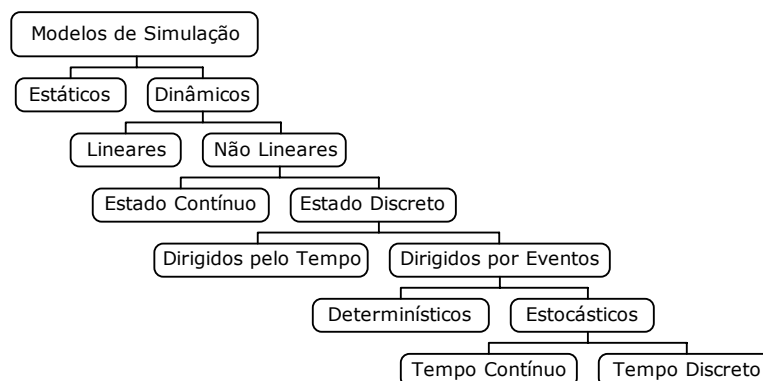 Modelos de Simulação
Estáticos
Dinâmicos
Lineares
Não Lineares
Estado Contínuo
Estado Discreto
Dirigidos pelo Tempo
Dirigidos por Eventos
Determinísticos
Estocásticos
Tempo Contínuo
Tempo Discreto